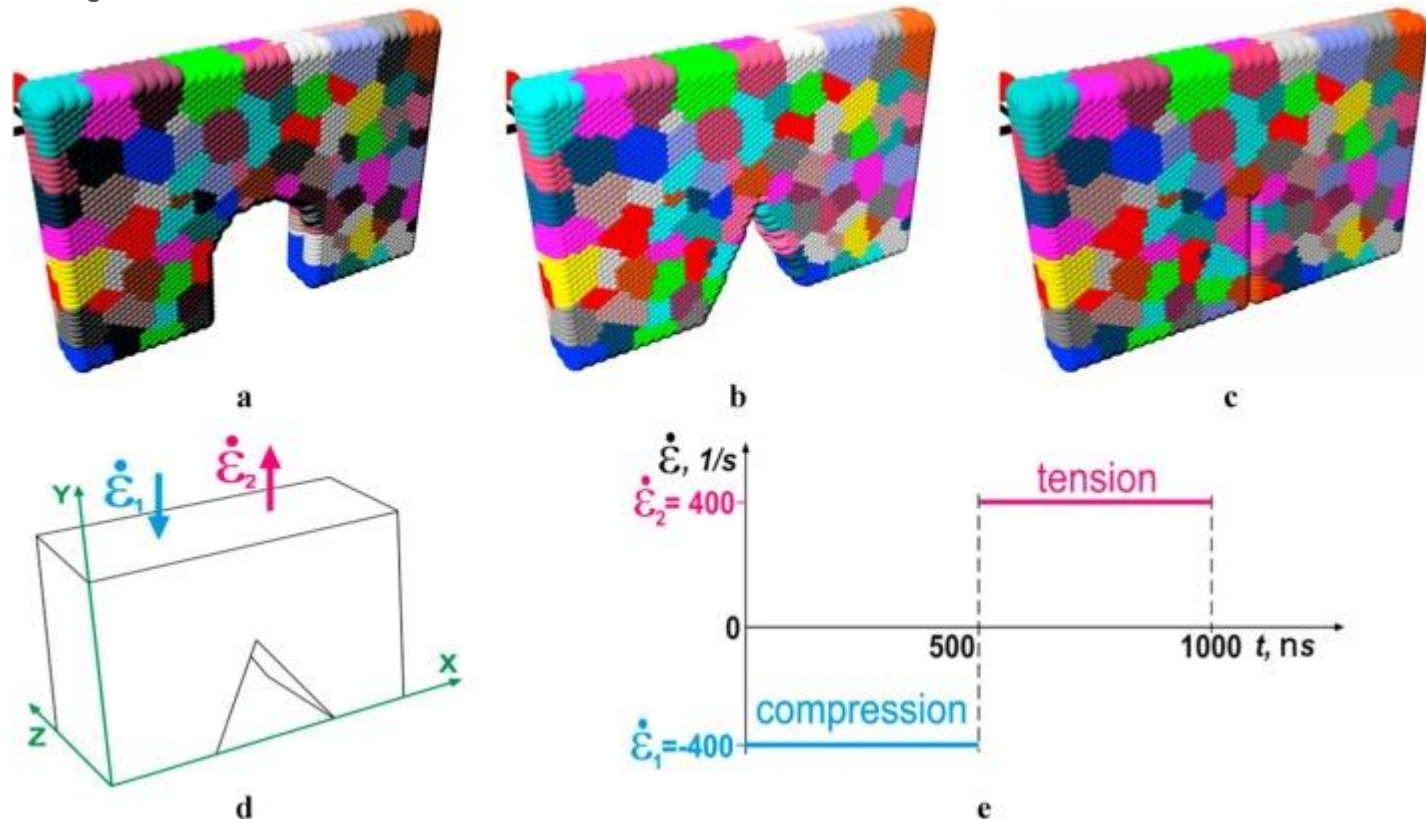 a
b
c
Y
ε̇₁
ε̇₂
X
Z
d
ε̇, 1/s
ε̇₂= 400
tension
0
500
1000 t, ns
compression
ε̇₁=-400
e